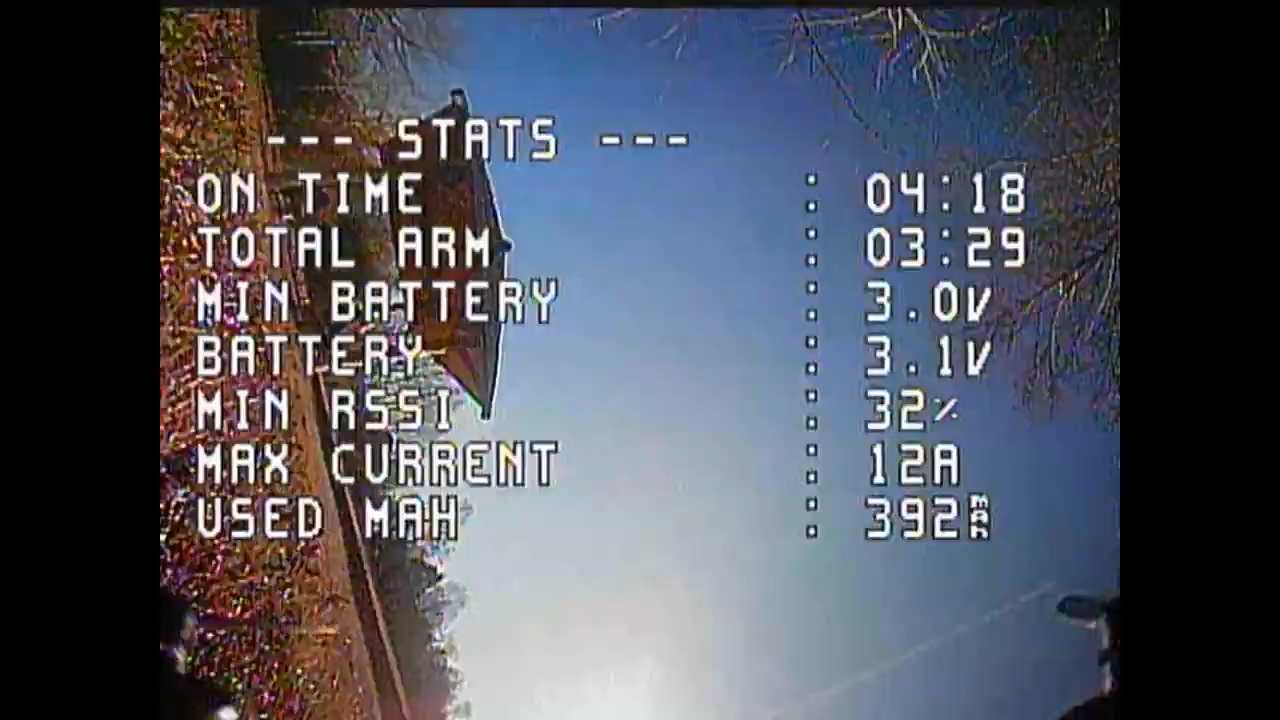 --- STATS ---
ON TIME : 04:18
TOTAL ARM : 03:29
MIN BATTERY : 3.0V
BATTERY : 3.1V
MIN RSSI : 32%
MAX CURRENT : 12A
USED MAH : 392mAh